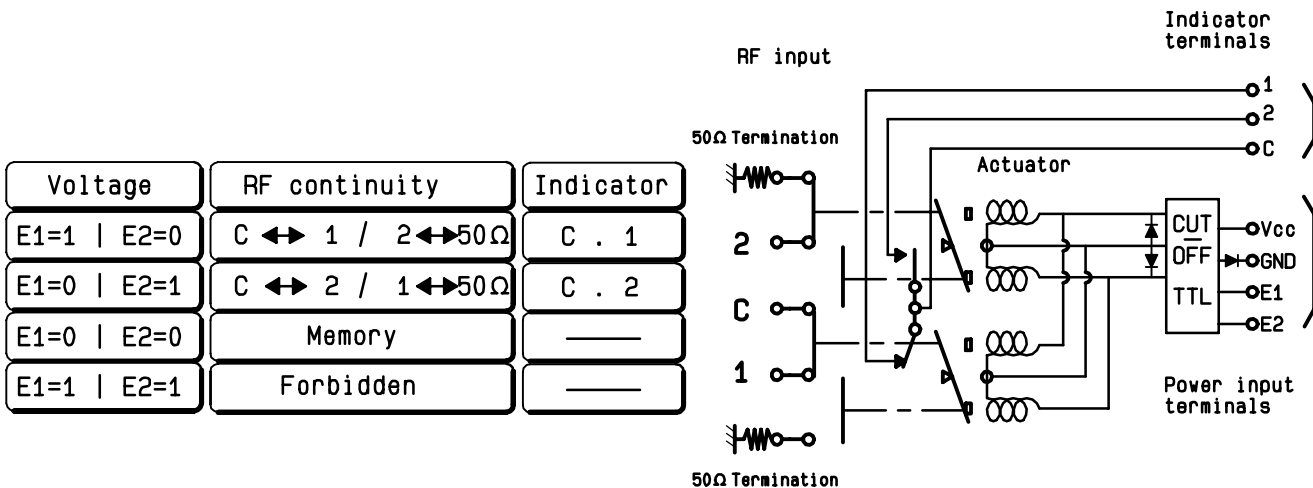 Voltage | RF continuity | Indicator
E1=1 | E2=0 | C ↔ 1 / 2↔50Ω | C . 1
E1=0 | E2=1 | C ↔ 2 / 1↔50Ω | C . 2
E1=0 | E2=0 | Memory | ———
E1=1 | E2=1 | Forbidden | ———
RF input
Indicator
terminals
1
2
C
50Ω Termination
Actuator
2
C
1
50Ω Termination
CUT
OFF
TTL
Vcc
GND
E1
E2
Power input
terminals